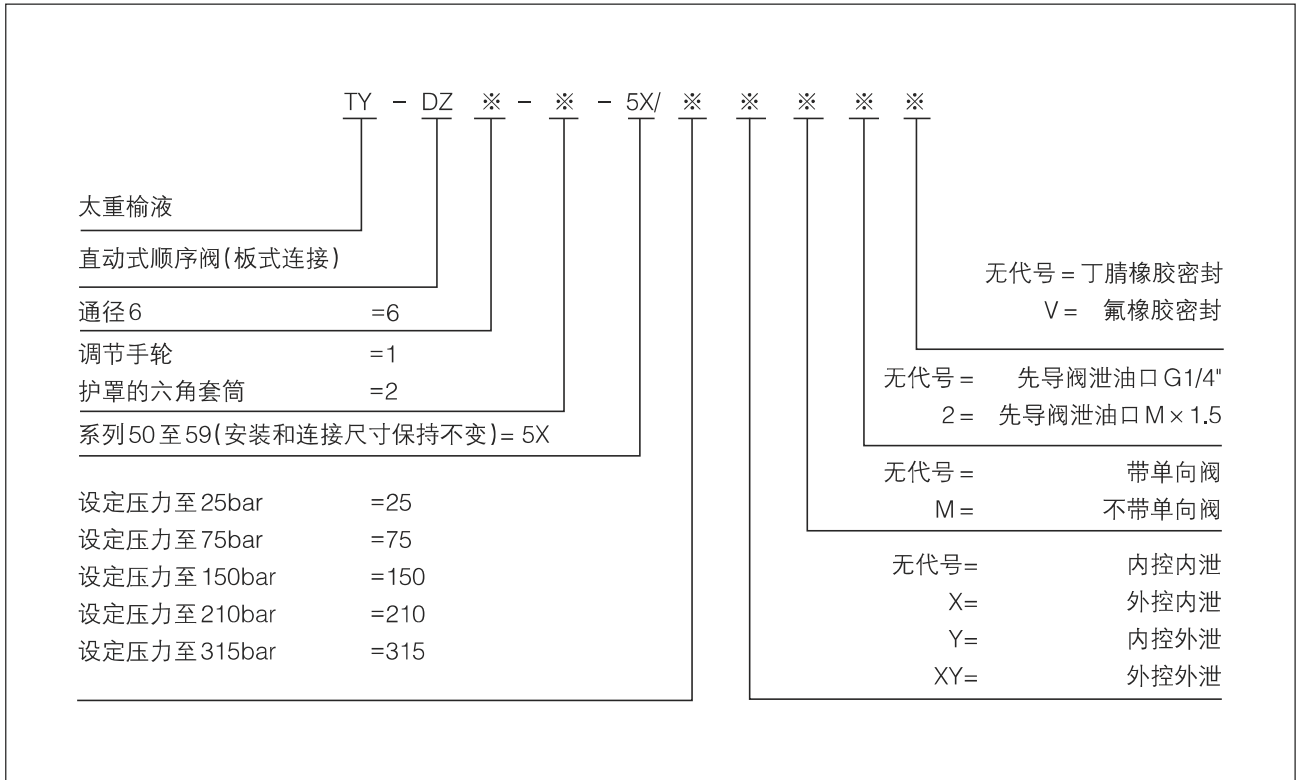 TY - DZ ※ - ※ - 5X/ ※ ※ ※ ※ ※
太重榆液
直动式顺序阀(板式连接)
通径6 =6
调节手轮 =1
护罩的六角套筒 =2
系列50至59(安装和连接尺寸保持不变)= 5X
设定压力至25bar =25
设定压力至75bar =75
设定压力至150bar =150
设定压力至210bar =210
设定压力至315bar =315
无代号 = 丁腈橡胶密封
V = 氟橡胶密封
无代号 = 先导阀泄油口G1/4"
2 = 先导阀泄油口M×1.5
无代号 = 带单向阀
M = 不带单向阀
无代号= 内控内泄
X= 外控内泄
Y= 内控外泄
XY= 外控外泄